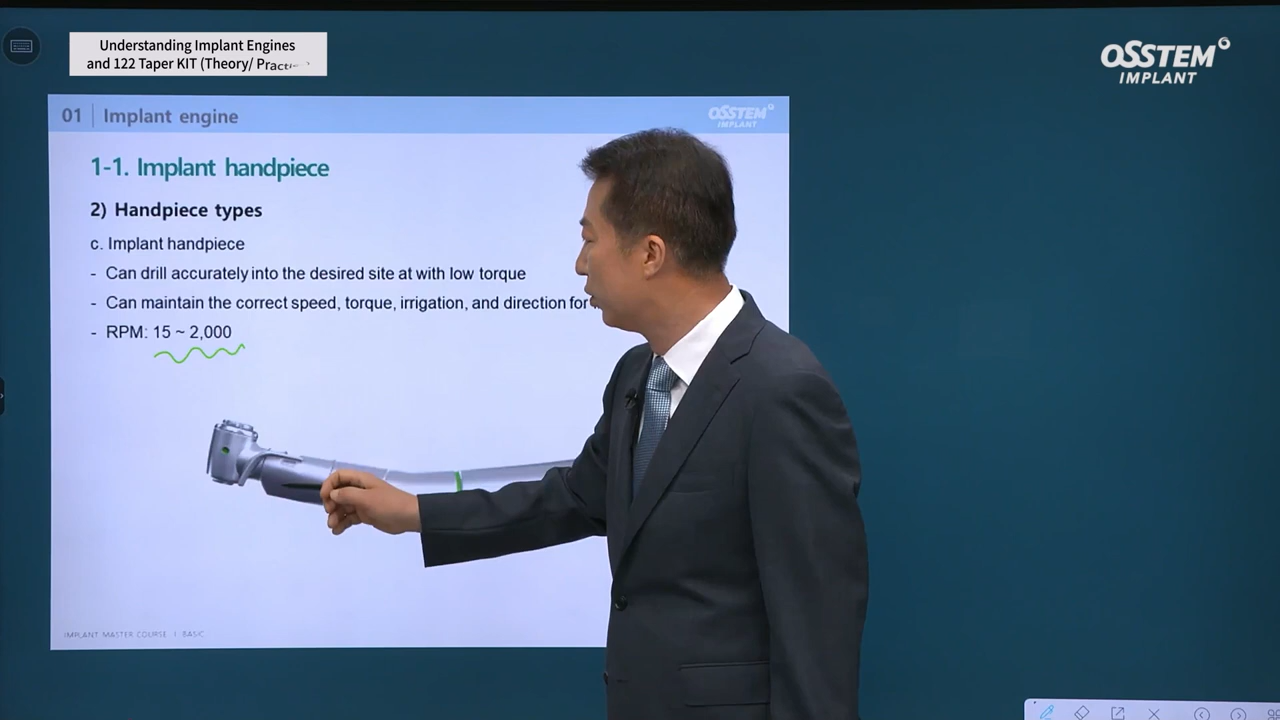 Understanding Implant Engines
and 122 Taper KIT (Theory/
OSSTEM
IMPLANT
01 | Implant engine
OSSTEM
IMPLANT
1-1. Implant handpiece
2) Handpiece types
c. Implant handpiece
- Can drill accurately into the desired site at with low torque
- Can maintain the correct speed, torque, irrigation, and direction for
- RPM: 15 ~ 2,000
IMPLANT MASTER COURSE | BASIC